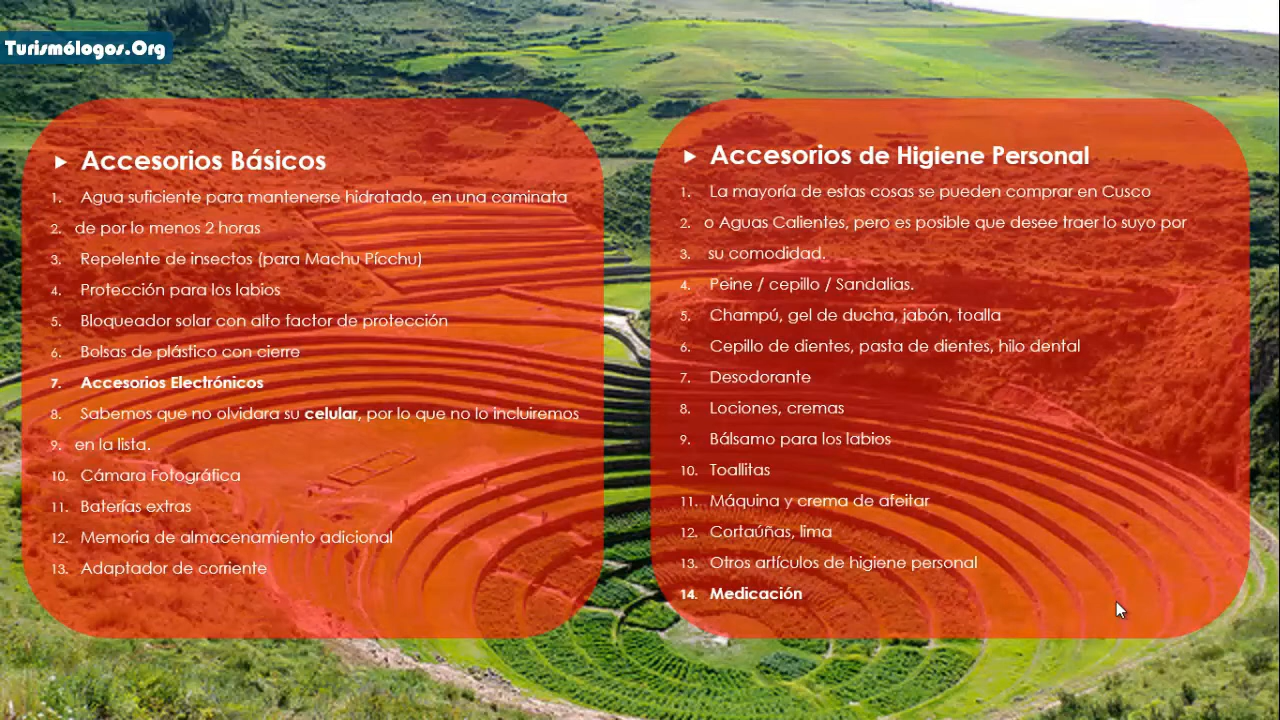 Turismólogos.Org
Accesorios Básicos
1. Agua suficiente para mantenerse hidratado, en una caminata
2. de por lo menos 2 horas
3. Repelente de insectos (para Machu Picchu)
4. Protección para los labios
5. Bloqueador solar con alto factor de protección
6. Bolsas de plástico con cierre
7. Accesorios Electrónicos
8. Sabemos que no olvidara su celular, por lo que no lo incluiremos
9. en la lista.
10. Cámara Fotográfica
11. Baterías extras
12. Memoria de almacenamiento adicional
13. Adaptador de corriente
Accesorios de Higiene Personal
1. La mayoría de estas cosas se pueden comprar en Cusco
2. o Aguas Calientes, pero es posible que desee traer lo suyo por
3. su comodidad.
4. Peine / cepillo / Sandalias.
5. Champú, gel de ducha, jabón, toalla
6. Cepillo de dientes, pasta de dientes, hilo dental
7. Desodorante
8. Lociones, cremas
9. Bálsamo para los labios
10. Toallitas
11. Máquina y crema de afeitar
12. Cortaúñas, lima
13. Otros artículos de higiene personal
14. Medicación